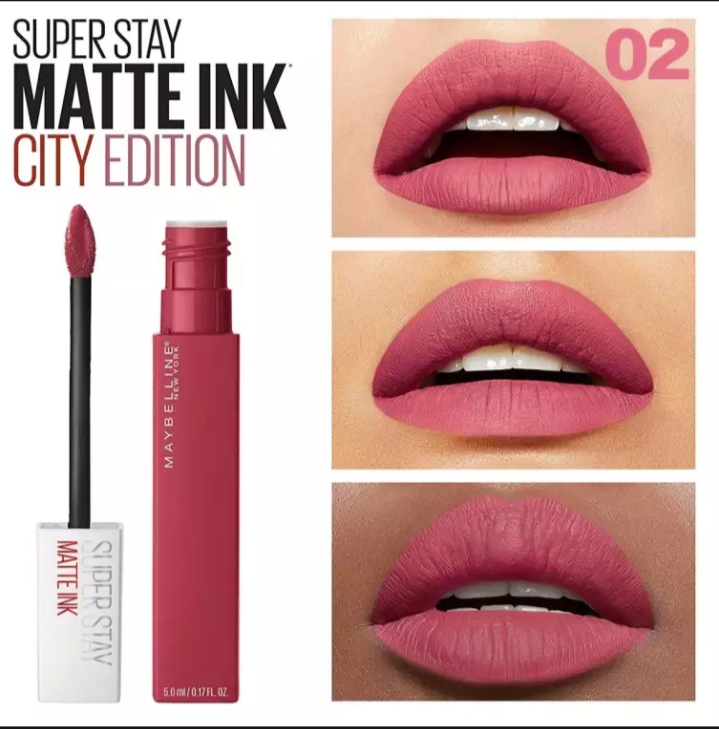 SUPER STAY
MATTE INK
CITY EDITION
02
MAYBELLINE®
NEW YORK
SUPER STAY
MATTE INK
5.0 ml / 0.17 FL. OZ.